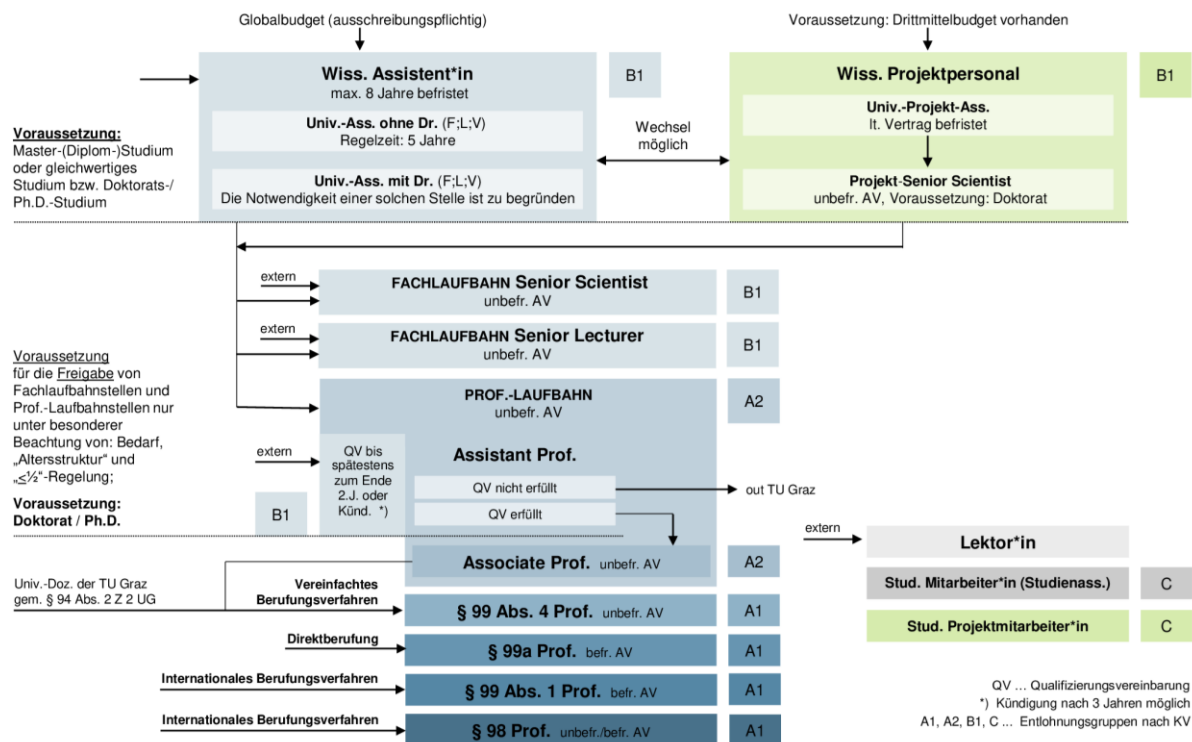 Globalbudget (ausschreibungspflichtig)
Voraussetzung: Drittmittelbudget vorhanden
Wiss. Assistent*in
max. 8 Jahre befristet
B1
Wiss. Projektpersonal
B1
Univ.-Ass. ohne Dr. (F;L;V)
Regelzeit: 5 Jahre
Univ.-Ass. mit Dr. (F;L;V)
Die Notwendigkeit einer solchen Stelle ist zu begründen
Wechsel
möglich
Univ.-Projekt-Ass.
lt. Vertrag befristet
Projekt-Senior Scientist
unbefr. AV, Voraussetzung: Doktorat
Voraussetzung:
Master-(Diplom-)Studium
oder gleichwertiges
Studium bzw. Doktorats-/
Ph.D.-Studium
extern
FACHLAUFBAHN Senior Scientist
unbefr. AV
B1
extern
FACHLAUFBAHN Senior Lecturer
unbefr. AV
B1
Voraussetzung
für die Freigabe von
Fachlaufbahnstellen und
Prof.-Laufbahnstellen nur
unter besonderer
Beachtung von: Bedarf,
„Altersstruktur“ und
„≤½“-Regelung;
Voraussetzung:
Doktorat / Ph.D.
PROF.-LAUFBAHN
unbefr. AV
A2
extern
QV bis
spätestens
zum Ende
2.J. oder
Künd. *)
B1
Assistant Prof.
QV nicht erfüllt
out TU Graz
QV erfüllt
Associate Prof. unbefr. AV
A2
Univ.-Doz. der TU Graz
gem. § 94 Abs. 2 Z 2 UG
Vereinfachtes
Berufungsverfahren
§ 99 Abs. 4 Prof. unbefr. AV
A1
Direktberufung
§ 99a Prof. befr. AV
A1
Internationales Berufungsverfahren
§ 99 Abs. 1 Prof. befr. AV
A1
Internationales Berufungsverfahren
§ 98 Prof. unbefr./befr. AV
A1
extern
Lektor*in
Stud. Mitarbeiter*in (Studienass.)
C
Stud. Projektmitarbeiter*in
C
QV ... Qualifizierungsvereinbarung
*) Kündigung nach 3 Jahren möglich
A1, A2, B1, C ... Entlohnungsgruppen nach KV